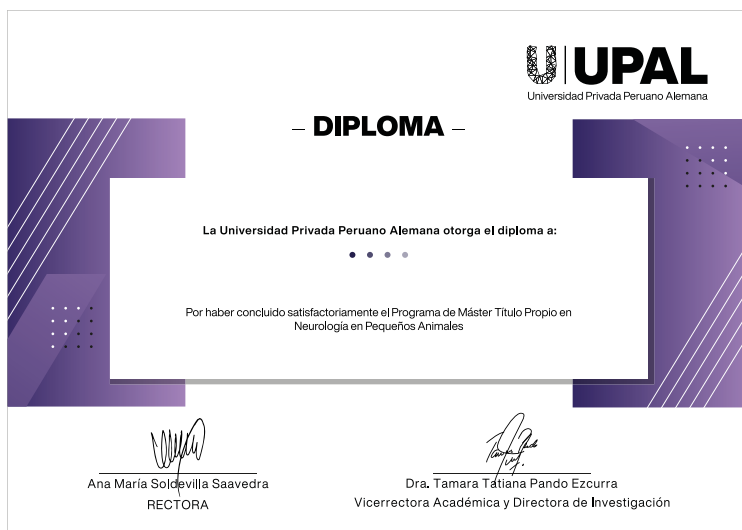 UPAL
Universidad Privada Peruano Alemana
– DIPLOMA –
La Universidad Privada Peruano Alemana otorga el diploma a:
Por haber concluido satisfactoriamente el Programa de Máster Título Propio en
Neurología en Pequeños Animales
Ana María Soldevilla Saavedra
RECTORA
Dra. Tamara Tatiana Pando Ezcurra
Vicerrectora Académica y Directora de Investigación